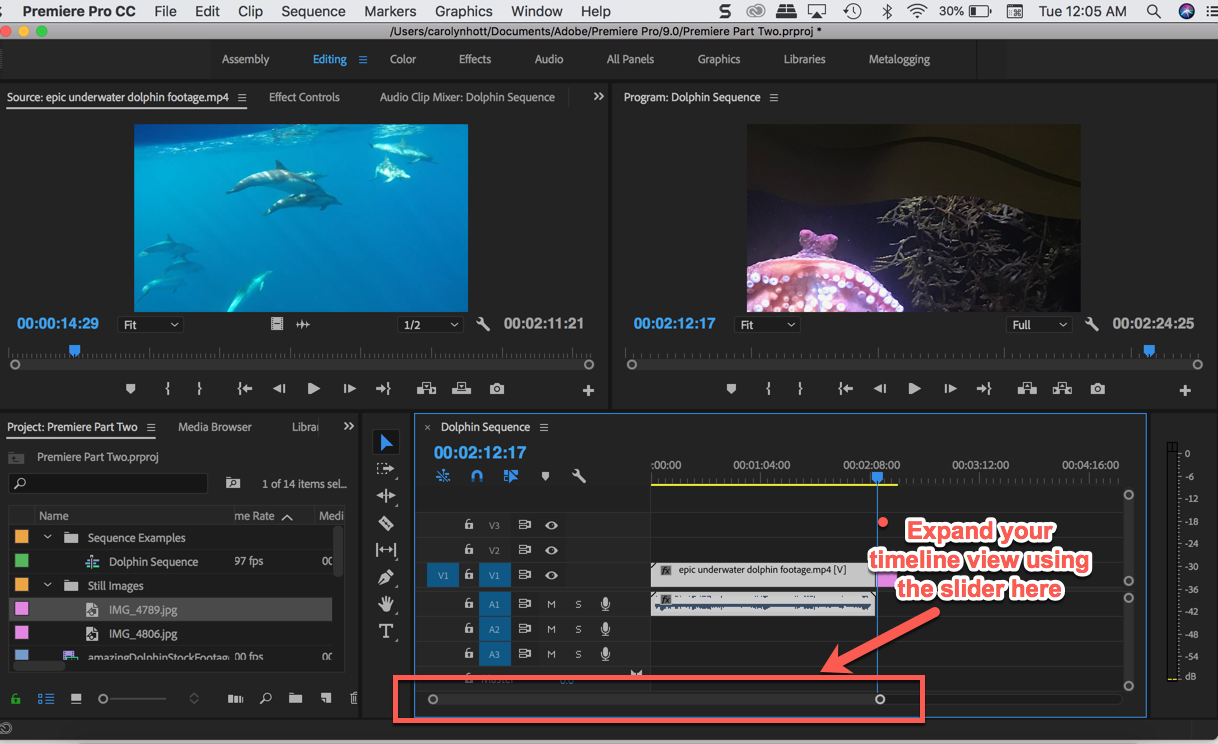 Premiere Pro CC File Edit Clip Sequence Markers Graphics Window Help 30% Tue 12:05 AM
/Users/carolynhott/Documents/Adobe/Premiere Pro/9.0/Premiere Part Two.prproj *
Assembly Editing Color Effects Audio All Panels Graphics Libraries Metalogging
Source: epic underwater dolphin footage.mp4 Effect Controls Audio Clip Mixer: Dolphin Sequence Program: Dolphin Sequence
00:00:14:29 Fit 1/2 00:02:11:21 00:02:12:17 Fit Full 00:02:24:25
Project: Premiere Part Two Media Browser Librai
Premiere Part Two.prproj
1 of 14 items sel...
Name me Rate Medi
Sequence Examples
Dolphin Sequence 97 fps 00
Still Images
IMG_4789.jpg
IMG_4806.jpg
amazingDolphinStockFootag 00 fps 00
× Dolphin Sequence
00:02:12:17
:00:00 00:01:04:00 00:02:08:00 00:03:12:00 00:04:16:00
V3
V2
V1 V1 fx epic underwater dolphin footage.mp4 [V]
A1 M S fx
A2 M S
A3 M S
Master 0.0
Expand your
timeline view using
the slider here
0
-6
-12
-18
-24
-30
-36
-42
-48
-54
dB